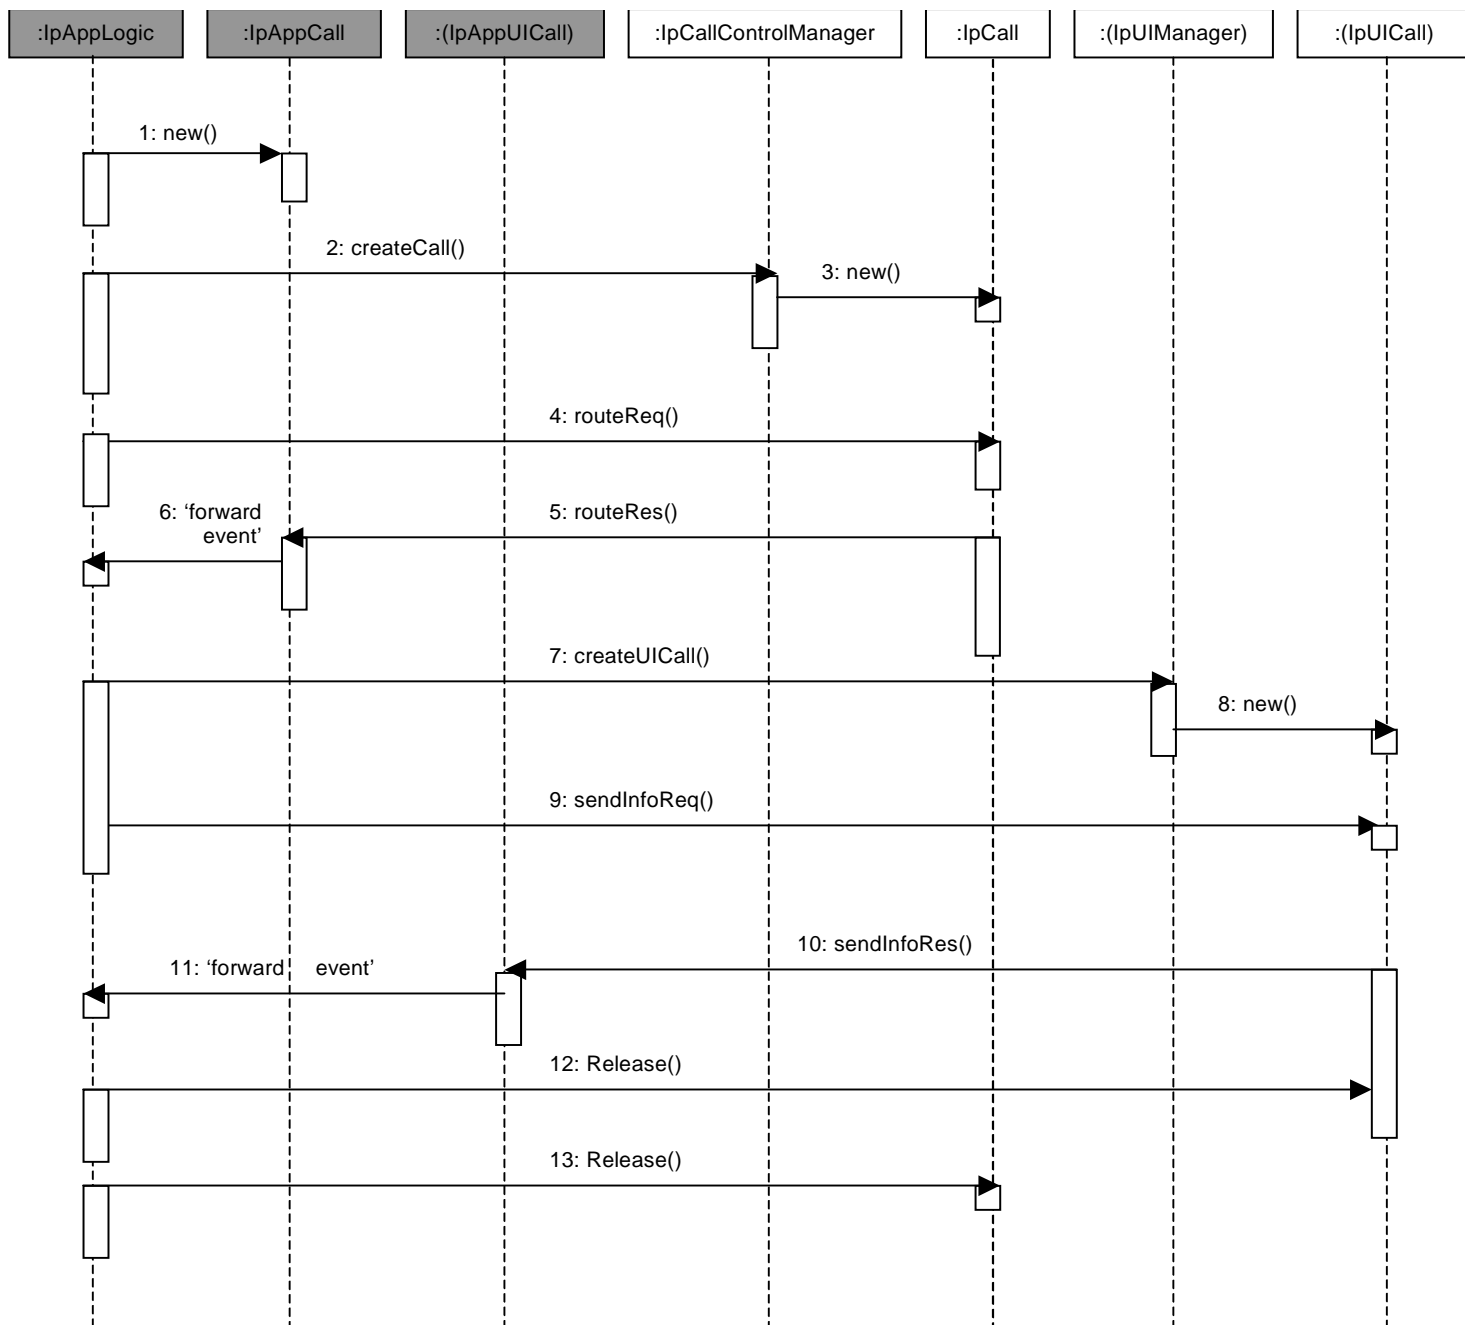 :IpAppLogic
:IpAppCall
:(IpAppUICall)
:IpCallControlManager
:IpCall
:(IpUIManager)
:(IpUICall)
1: new()
2: createCall()
3: new()
4: routeReq()
6: ‘forward
event’
5: routeRes()
7: createUICall()
8: new()
9: sendInfoReq()
10: sendInfoRes()
11: ‘forward event’
12: Release()
13: Release()